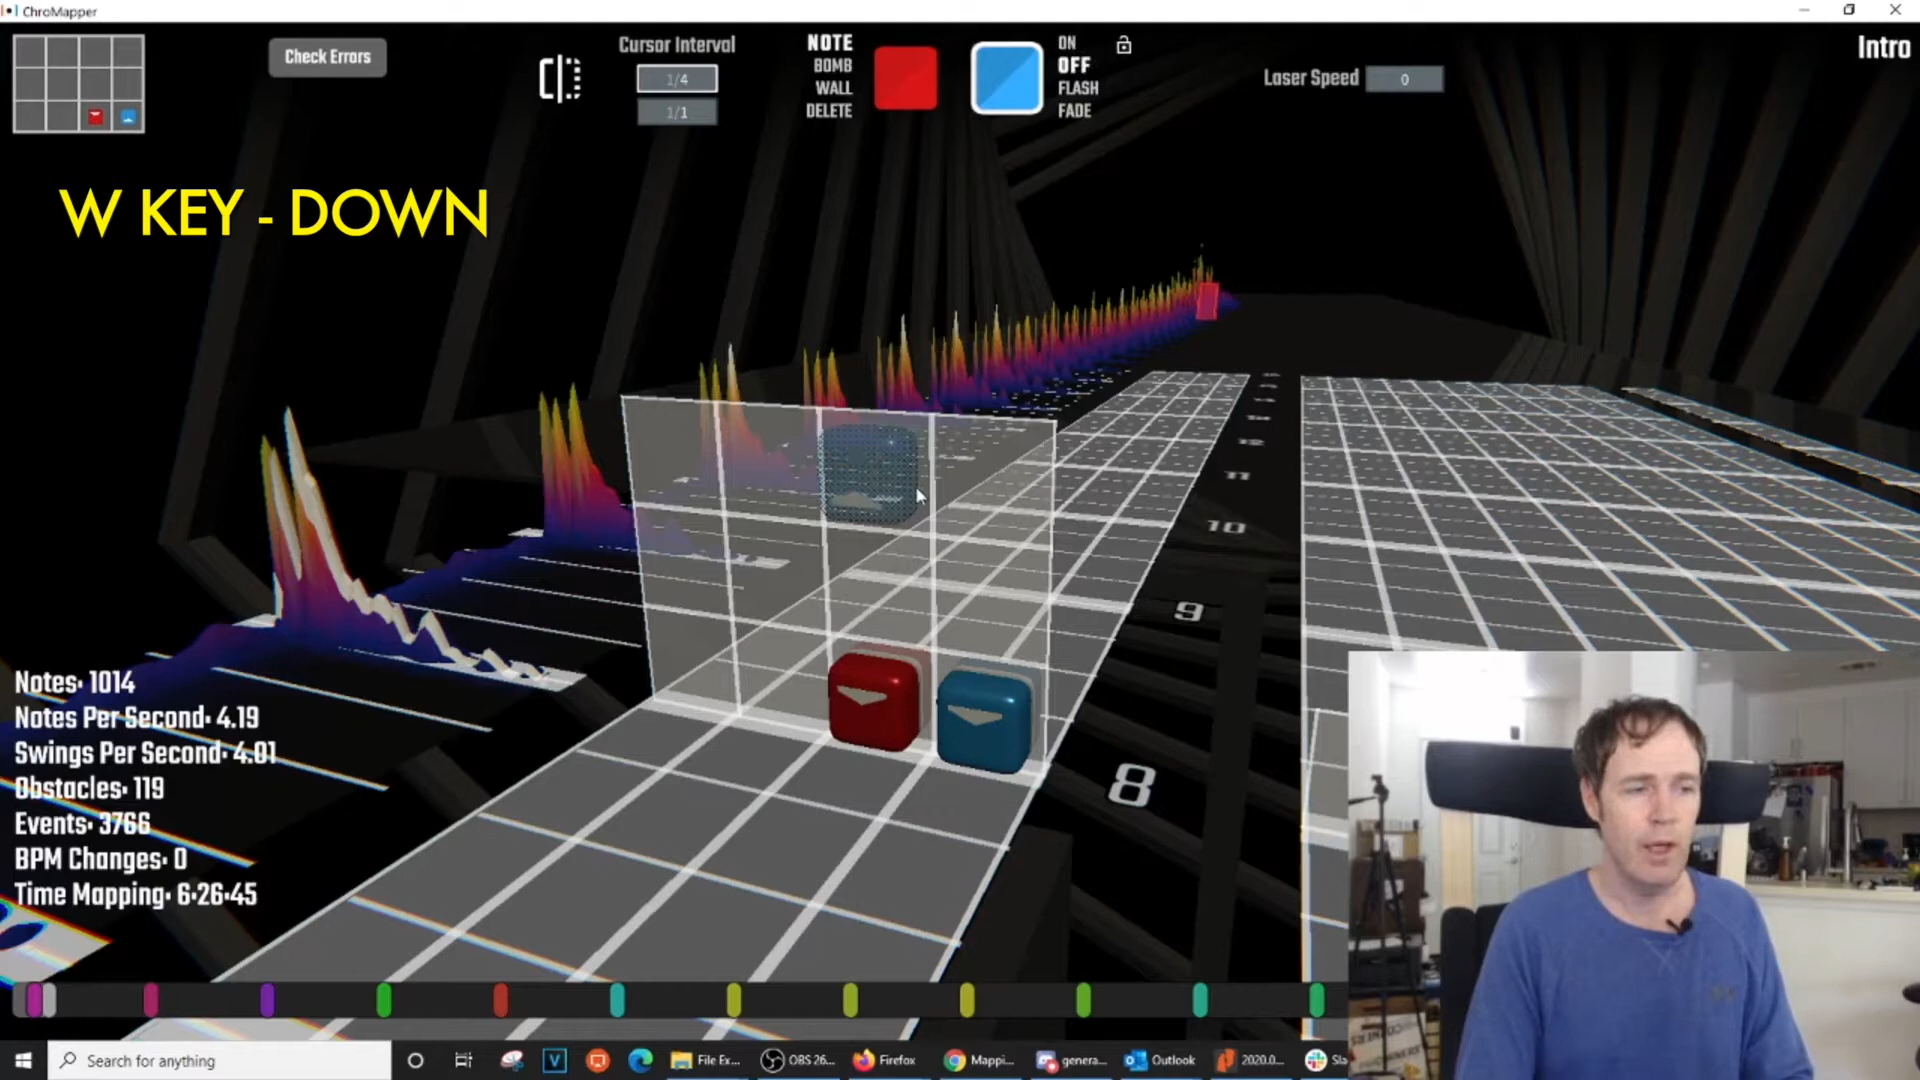 ChroMapper
Check Errors
Cursor Interval
1/4
1/1
NOTE
BOMB
WALL
DELETE
ON
OFF
FLASH
FADE
Laser Speed
0
Intro
W KEY - DOWN
12
11
10
9
8
Notes: 1014
Notes Per Second: 4.19
Swings Per Second: 4.01
Obstacles: 119
Events: 3766
BPM Changes: 0
Time Mapping: 6:26:45
Search for anything
File Ex...
OBS 26...
Firefox
Mappi...
genera...
Outlook
2020.0...
Sla